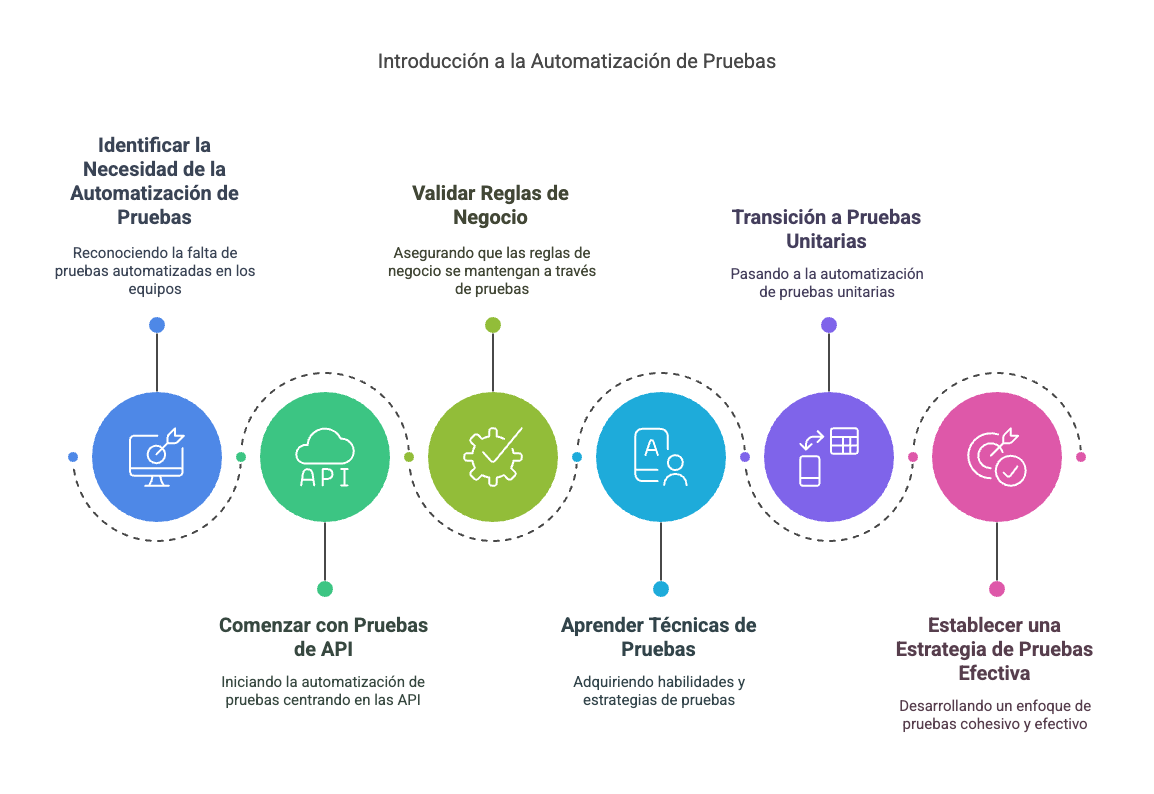 Introducción a la Automatización de Pruebas
Identificar la
Necesidad de la
Automatización de
Pruebas
Reconociendo la falta de
pruebas automatizadas en los
equipos
API
Comenzar con Pruebas
de API
Iniciando la automatización de
pruebas centrando en las API
Validar Reglas de
Negocio
Asegurando que las reglas de
negocio se mantengan a través
de pruebas
A
Aprender Técnicas de
Pruebas
Adquiriendo habilidades y
estrategias de pruebas
Transición a Pruebas
Unitarias
Pasando a la automatización
de pruebas unitarias
Establecer una
Estrategia de Pruebas
Efectiva
Desarrollando un enfoque de
pruebas cohesivo y efectivo